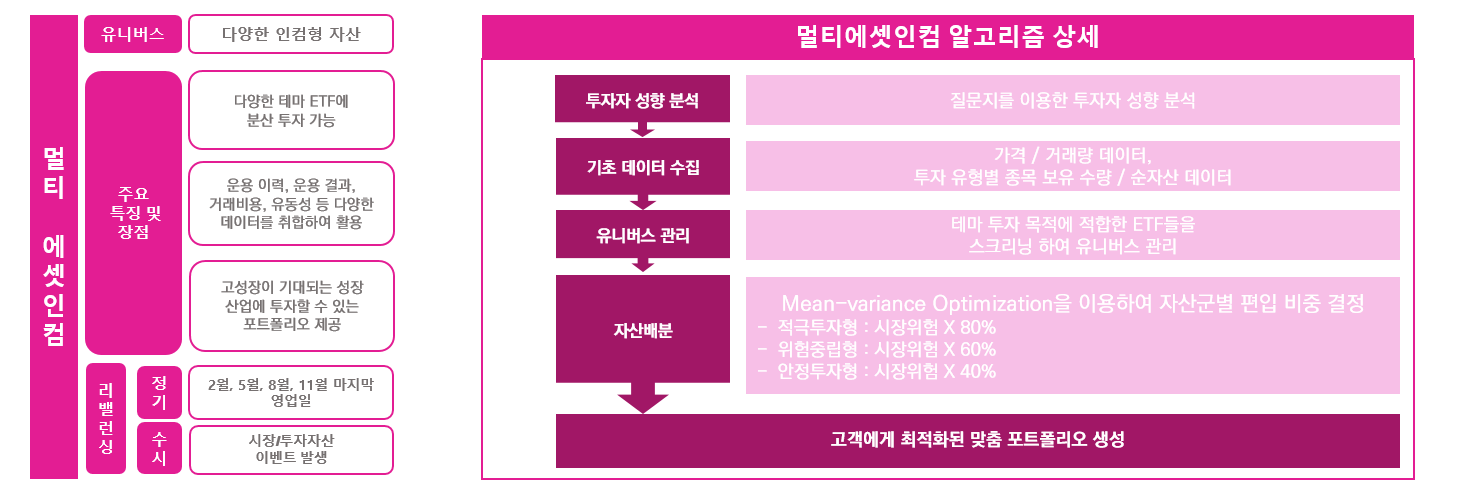 멀티 에셋인컴
유니버스
다양한 인컴형 자산
주요
특징 및
장점
다양한 테마 ETF에
분산 투자 가능
운용 이력, 운용 결과,
거래비용, 유동성 등 다양한
데이터를 취합하여 활용
고성장이 기대되는 성장
산업에 투자할 수 있는
포트폴리오 제공
리밸런싱
정기
2월, 5월, 8월, 11월 마지막
영업일
수시
시장/투자자산
이벤트 발생
멀티에셋인컴 알고리즘 상세
투자자 성향 분석
질문지를 이용한 투자자 성향 분석
기초 데이터 수집
가격 / 거래량 데이터,
투자 유형별 종목 보유 수량 / 순자산 데이터
유니버스 관리
테마 투자 목적에 적합한 ETF들을
스크리닝 하여 유니버스 관리
자산배분
Mean-variance Optimization을 이용하여 자산군별 편입 비중 결정
- 적극투자형 : 시장위험 X 80%
- 위험중립형 : 시장위험 X 60%
- 안정투자형 : 시장위험 X 40%
고객에게 최적화된 맞춤 포트폴리오 생성